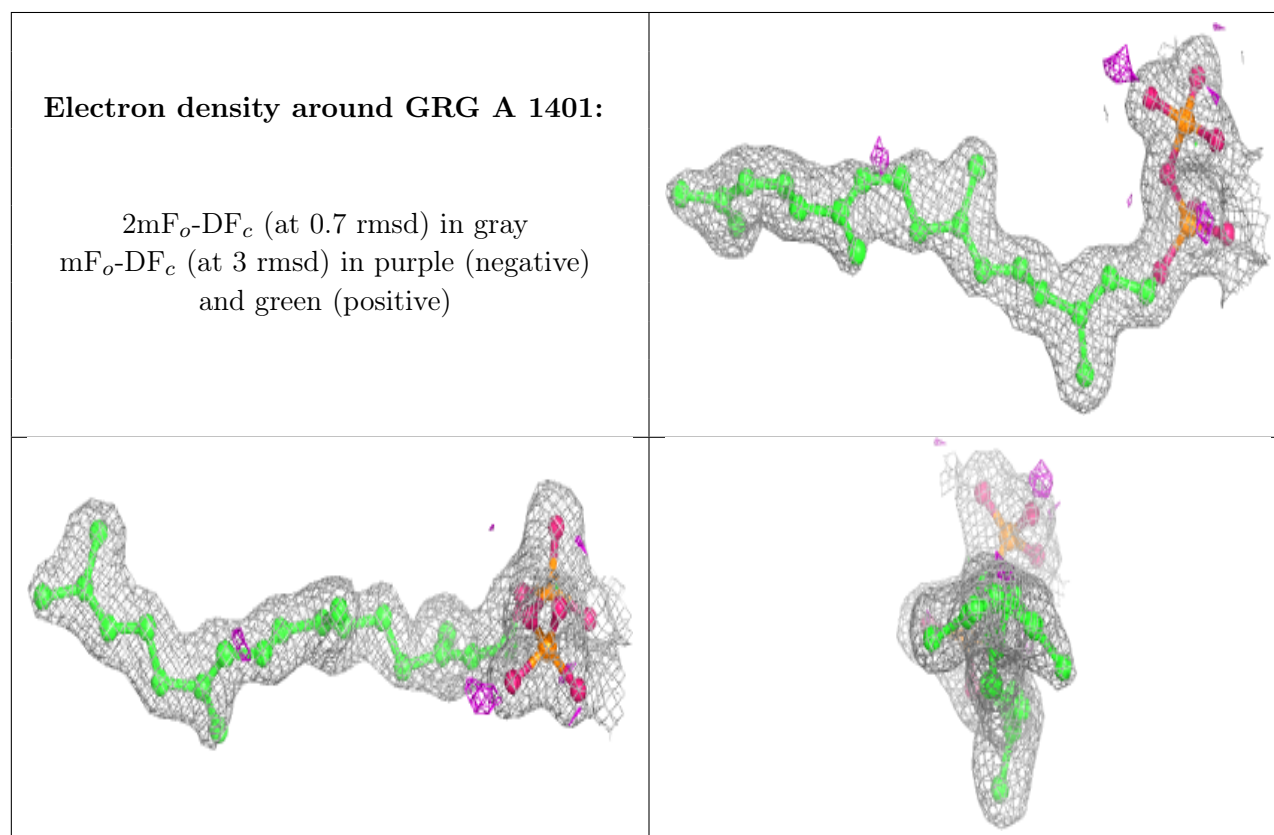 Electron density around GRG A 1401:
2mFo-DFc (at 0.7 rmsd) in gray
mFo-DFc (at 3 rmsd) in purple (negative)
and green (positive)